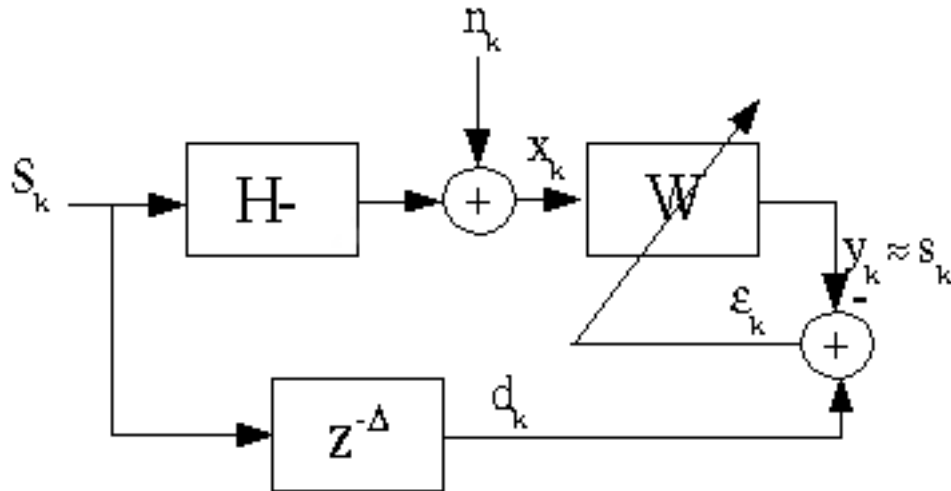 n_k
S_k
H-
+
x_k
W
y_k ≈ s_k
-
ε_k
+
z^-Δ
d_k